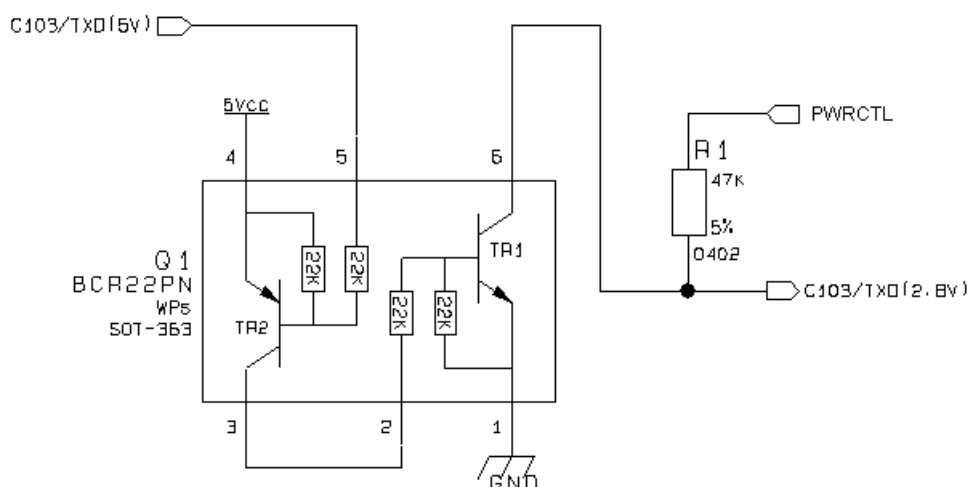 C103/TXD(5V)
5VCC
PWRCTL
4
5
6
R1
47K
5%
0402
Q1
BCR22PN
WPs
SOT-363
22K
22K
TR1
C103/TXD(2.8V)
TR2
22K
22K
3
2
1
GND